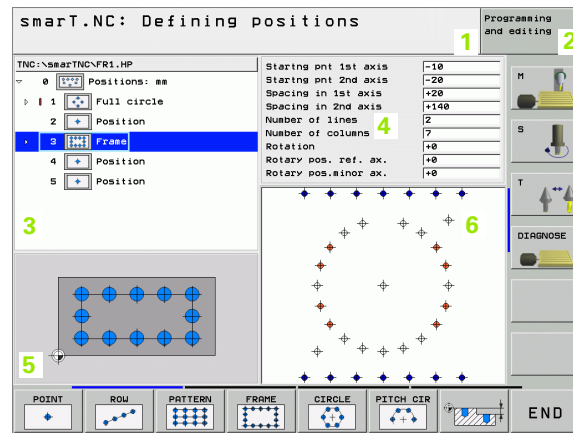 smarT.NC: Defining positions
Programming
and editing
1
2
TNC:\smarTNC\FR1.HP
0 Positions: mm
1 Full circle
2 Position
3 Frame
4 Position
5 Position
3
Startng pnt 1st axis -10
Startng pnt 2nd axis -20
Spacing in 1st axis +20
Spacing in 2nd axis +140
Number of lines 2
Number of columns 7
Rotation +0
Rotary pos. ref. ax. +0
Rotary pos.minor ax. +0
4
M
S
T
DIAGNOSE
6
5
POINT
ROW
PATTERN
FRAME
CIRCLE
PITCH CIR
END